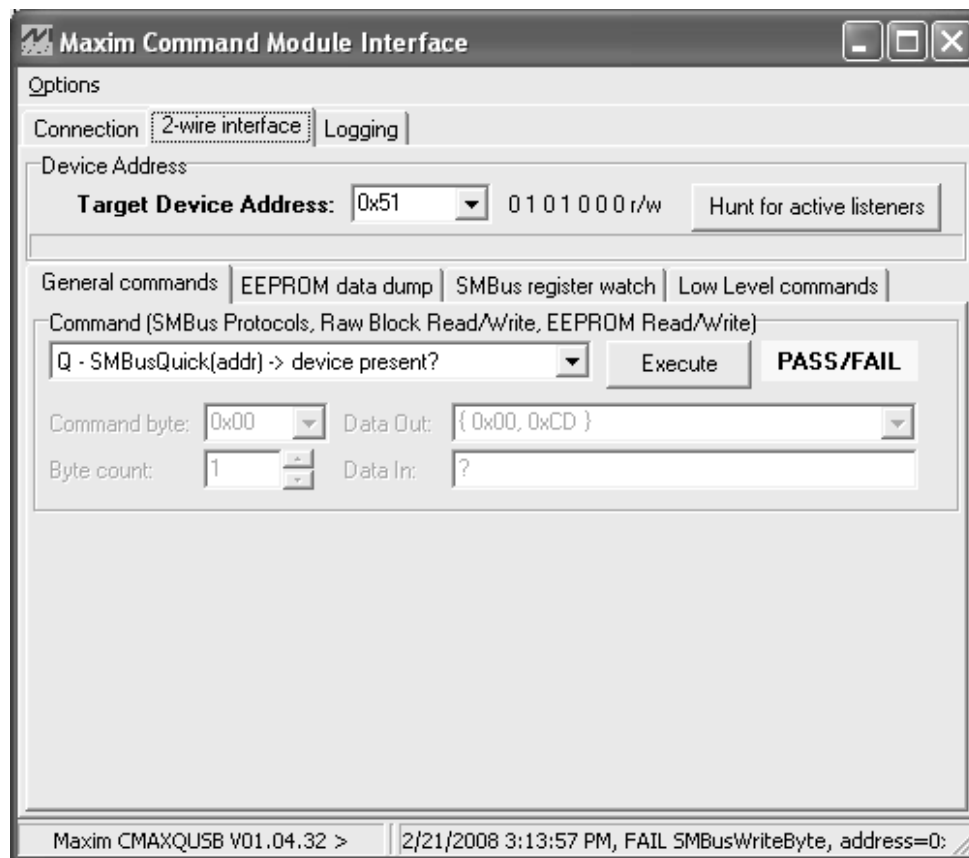 Maxim Command Module Interface
Options
Connection 2-wire interface Logging
Device Address
Target Device Address: 0x51 0 1 0 1 0 0 0 r/w Hunt for active listeners
General commands EEPROM data dump SMBus register watch Low Level commands
Command (SMBus Protocols, Raw Block Read/Write, EEPROM Read/Write)
Q - SMBusQuick(addr) -> device present? Execute PASS/FAIL
Command byte: 0x00 Data Out: { 0x00, 0xCD }
Byte count: 1 Data In: ?
Maxim CMAXQUSB V01.04.32 > 2/21/2008 3:13:57 PM, FAIL SMBusWriteByte, address=0: